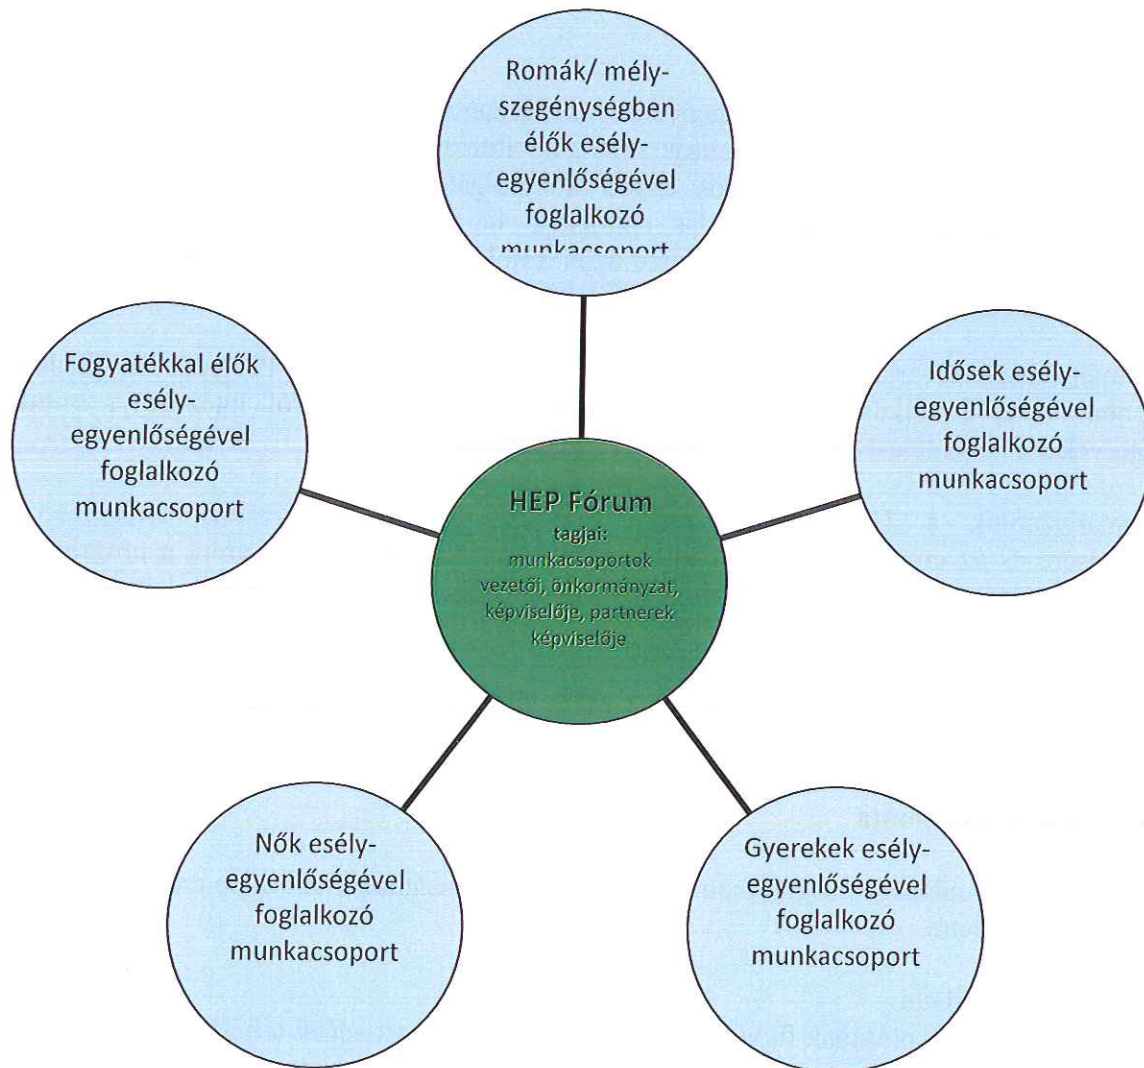 Romák/ mély-
szegénységben
élők esély-
egyenlőségével
foglalkozó
munkacsoport
Fogyatékkal élők
esély-
egyenlőségével
foglalkozó
munkacsoport
Idősek esély-
egyenlőségével
foglalkozó
munkacsoport
HEP Fórum
tagjai:
munkacsoportok
vezetői, önkormányzat,
képviselője, partnerek
képviselője
Nők esély-
egyenlőségével
foglalkozó
munkacsoport
Gyerekek esély-
egyenlőségével
foglalkozó
munkacsoport